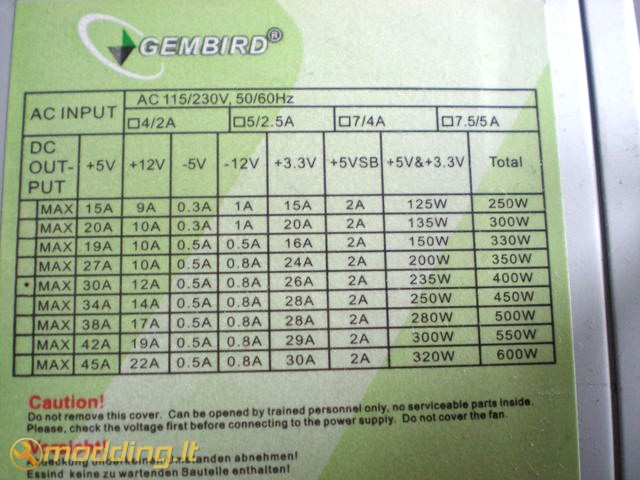 GEMBIRD®
AC INPUT AC 115/230V, 50/60Hz
□4/2A □5/2.5A □7/4A □7.5/5A
DC OUT-PUT +5V +12V -5V -12V +3.3V +5VSB +5V&+3.3V Total
MAX 15A 9A 0.3A 1A 15A 2A 125W 250W
MAX 20A 10A 0.3A 1A 20A 2A 135W 300W
MAX 19A 10A 0.5A 0.5A 16A 2A 150W 330W
MAX 27A 10A 0.5A 0.8A 24A 2A 200W 350W
• MAX 30A 12A 0.5A 0.8A 26A 2A 235W 400W
MAX 34A 14A 0.5A 0.8A 28A 2A 250W 450W
MAX 38A 17A 0.5A 0.8A 28A 2A 280W 500W
MAX 42A 19A 0.5A 0.8A 29A 2A 300W 550W
MAX 45A 22A 0.5A 0.8A 30A 2A 320W 600W
Caution!
Do not remove this cover. Can be opened by trained personnel only, no serviceable parts inside.
Please, check the voltage first before connecting to the power supply. Do not cover the fan.
Vorsicht!
modding.lt
abnehmen!
Essind keine zu wartenden Bauteile enthalten!